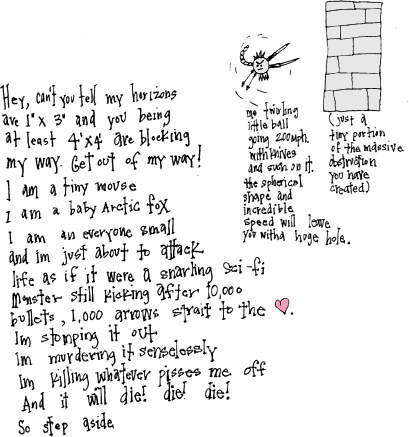 Hey, can't you tell my horizons
are 1" x 3" and you being
at least 4'x4' are blocking
my way. Get out of my way!
I am a tiny mouse
I am a baby Arctic fox
I am an everyone small
and im just about to attack
life as if it were a snarling sci-fi
monster still kicking after 10,000
bullets, 1,000 arrows strait to the ♥.
Im stomping it out
Im murdering it senselessly
Im killing whatever pisses me off
And it will die! die! die!
So step aside
me twirling
little ball
going 200mph.
with knives
and such on it.
the spherical
shape and
incredible
speed will leave
you with a huge hole.
(just a
tiny portion
of the massive
obstruction
you have
created)